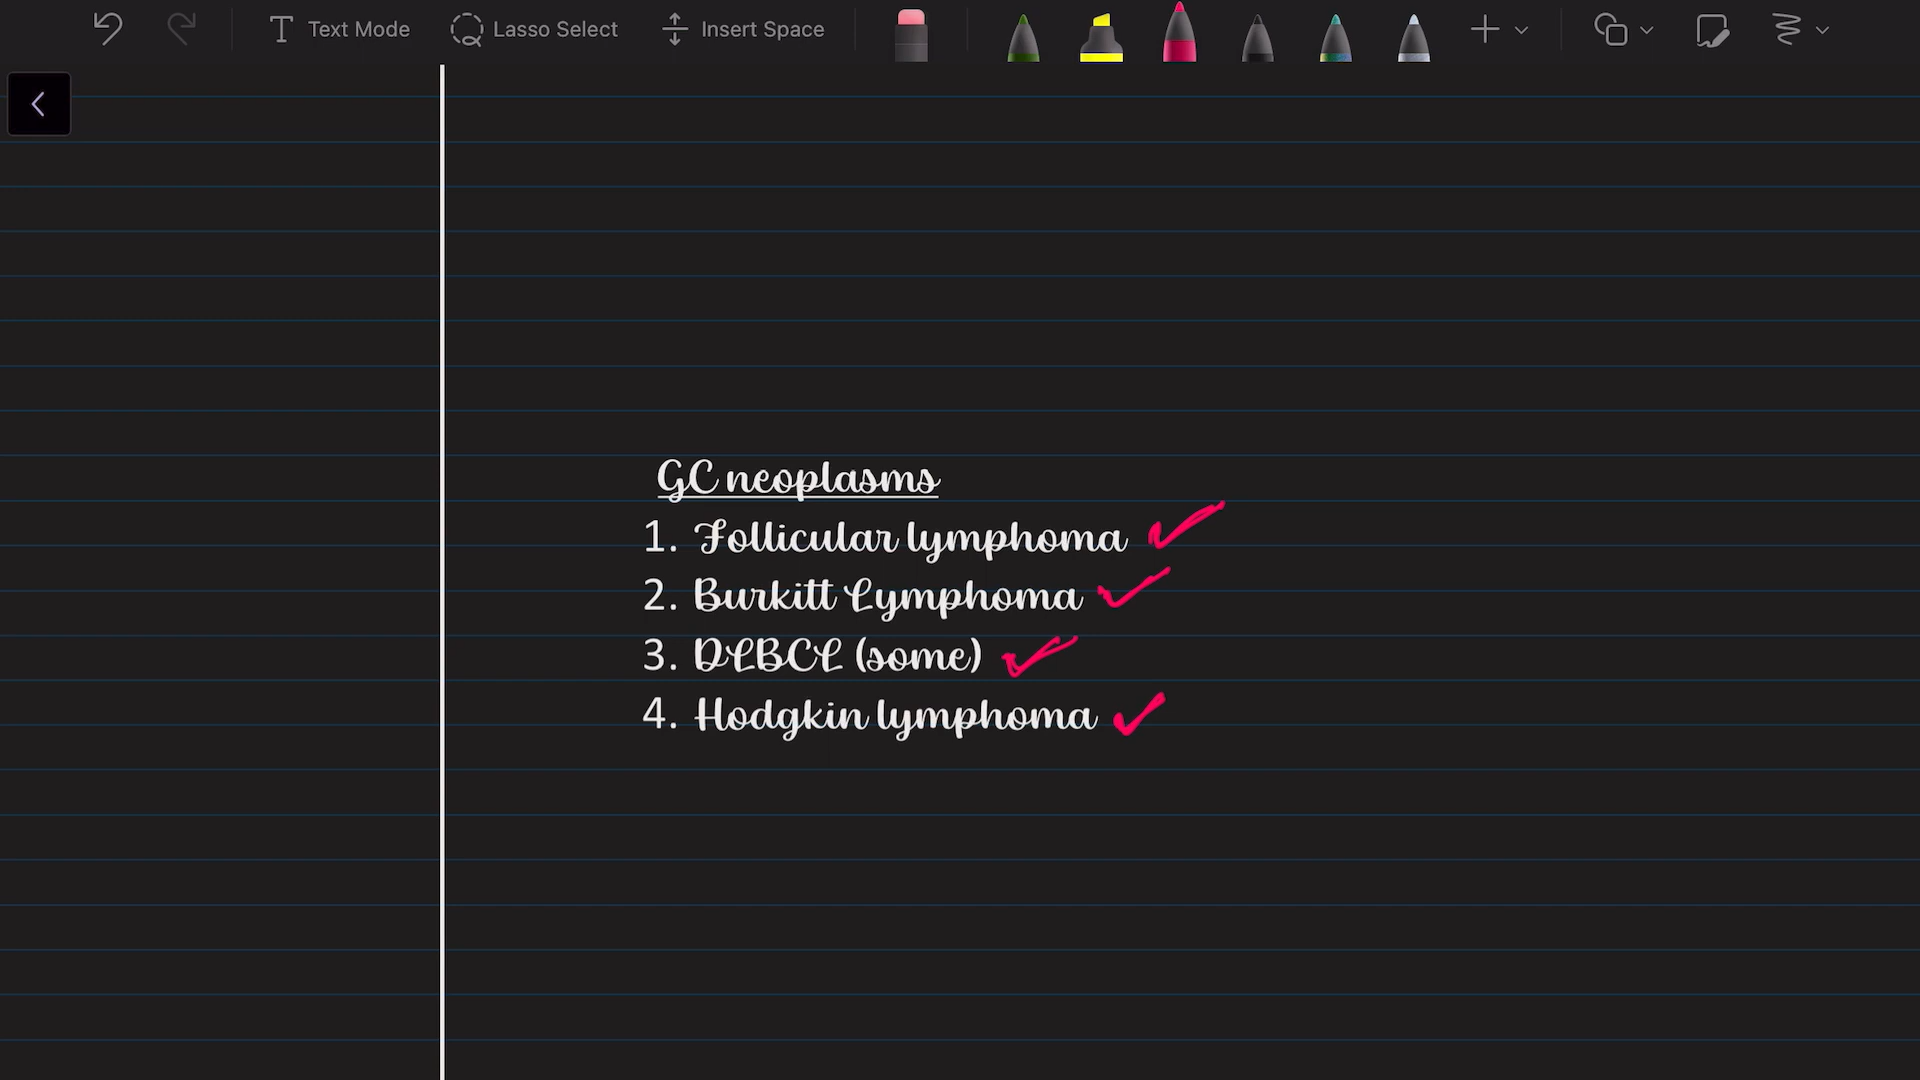 Text Mode Lasso Select Insert Space
GC neoplasms
1. Follicular lymphoma
2. Burkitt Lymphoma
3. DLBCL (some)
4. Hodgkin lymphoma